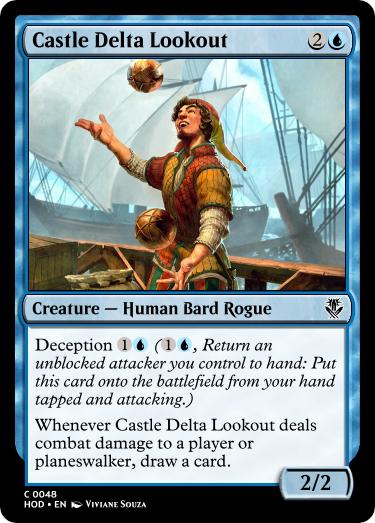 Castle Delta Lookout 2
Creature — Human Bard Rogue
Deception 1 (1, Return an
unblocked attacker you control to hand: Put
this card onto the battlefield from your hand
tapped and attacking.)
Whenever Castle Delta Lookout deals
combat damage to a player or
planeswalker, draw a card.
2/2
C 0048
HOD • EN Viviane Souza